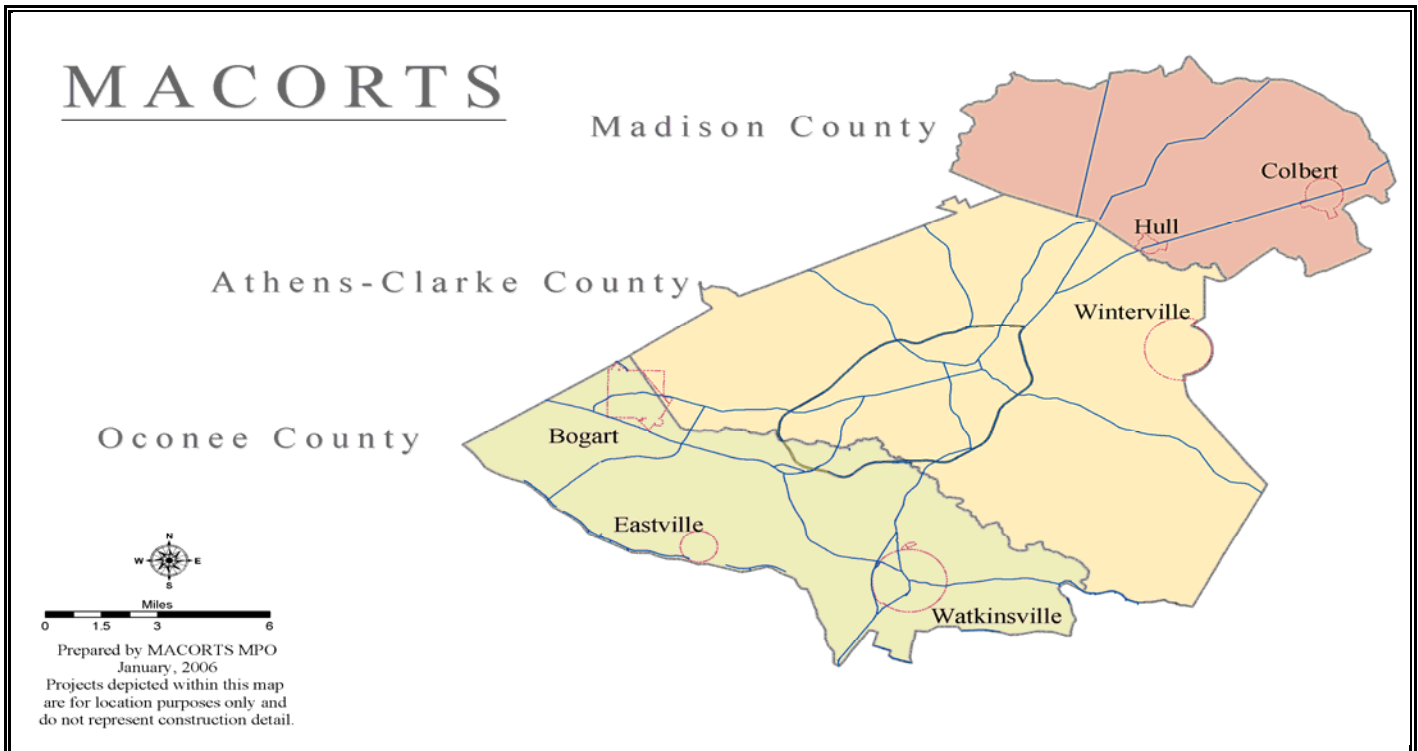 MACORTS
Madison County
Colbert
Hull
Athens-Clarke County
Winterville
Oconee County
Bogart
Eastville
Watkinsville
N
W E
S
Miles
0 1.5 3 6
Prepared by MACORTS MPO
January, 2006
Projects depicted within this map
are for location purposes only and
do not represent construction detail.